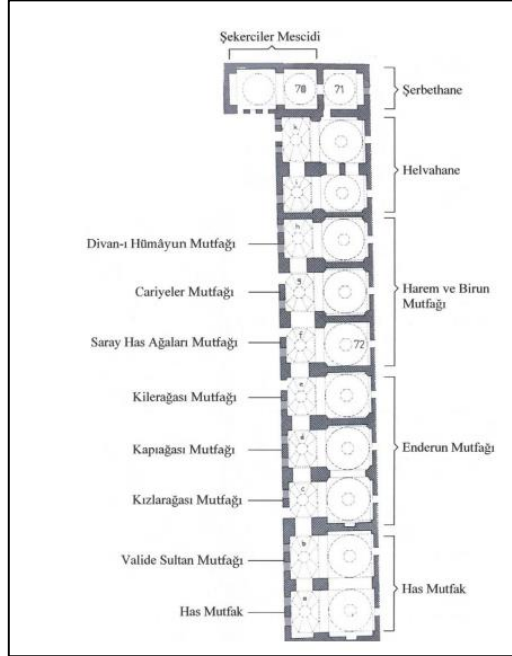 Şekerciler Mescidi
70
71
Şerbethane
k
Helvahane
i
h
Divan-ı Hümâyun Mutfağı
g
Cariyeler Mutfağı
Harem ve Birun
Mutfağı
f
72
Saray Has Ağaları Mutfağı
e
Kilerağası Mutfağı
d
Kapıağası Mutfağı
Enderun Mutfağı
c
Kızlarağası Mutfağı
b
Valide Sultan Mutfağı
Has Mutfak
a
Has Mutfak